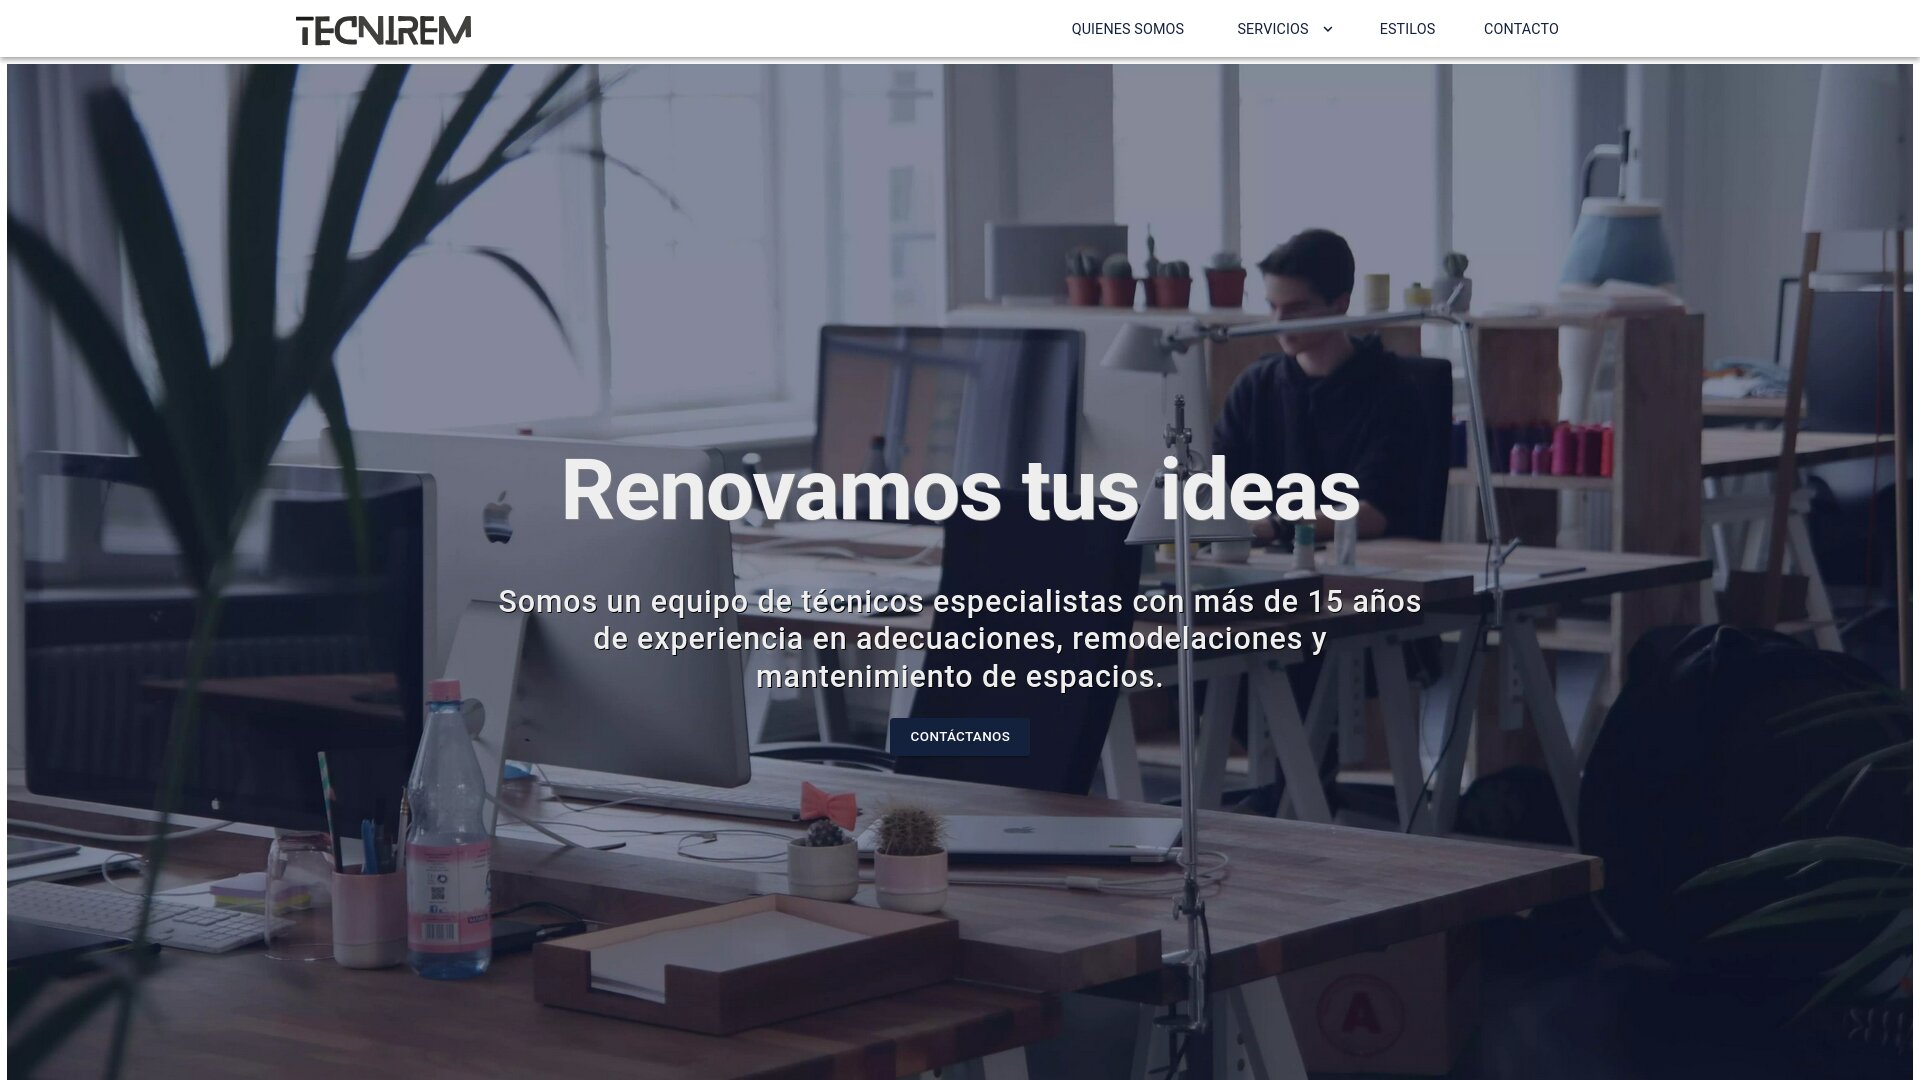 TECNIREM
QUIENES SOMOS SERVICIOS ESTILOS CONTACTO
Renovamos tus ideas
Somos un equipo de técnicos especialistas con más de 15 años
de experiencia en adecuaciones, remodelaciones y
mantenimiento de espacios.
CONTÁCTANOS
A